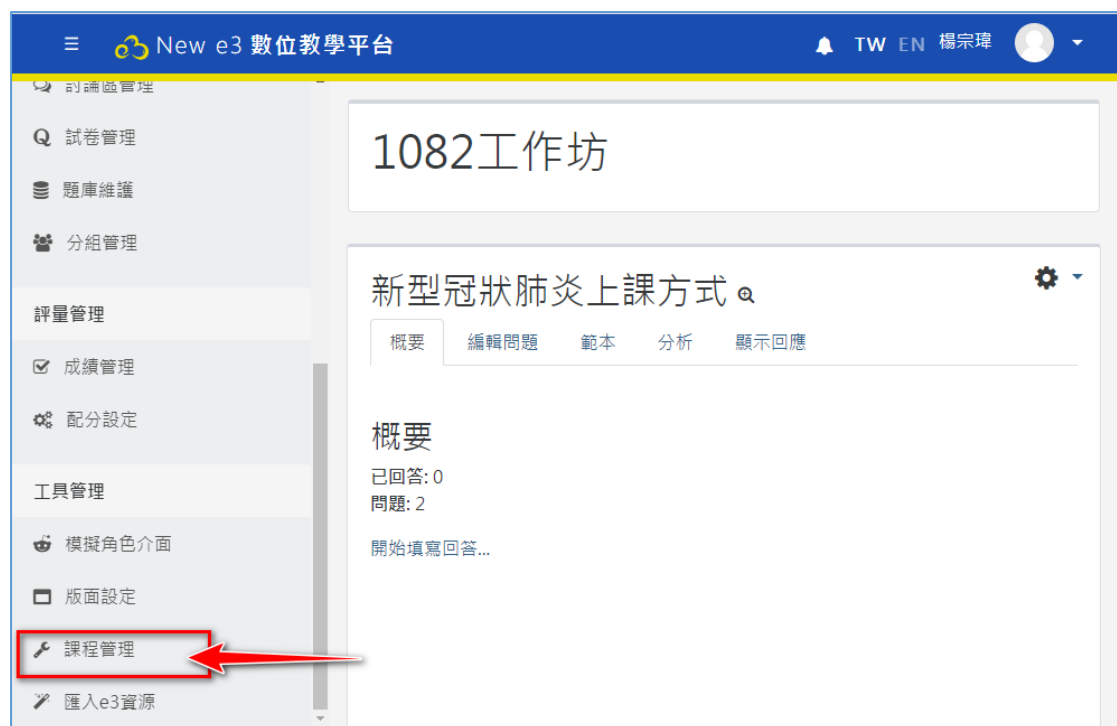 New e3 數位教學平台
TW EN 楊宗瑋
討論區管理
試卷管理
題庫維護
分組管理
評量管理
成績管理
配分設定
工具管理
模擬角色介面
版面設定
課程管理
匯入e3資源
1082工作坊
新型冠狀肺炎上課方式
概要 編輯問題 範本 分析 顯示回應
概要
已回答: 0
問題: 2
開始填寫回答...